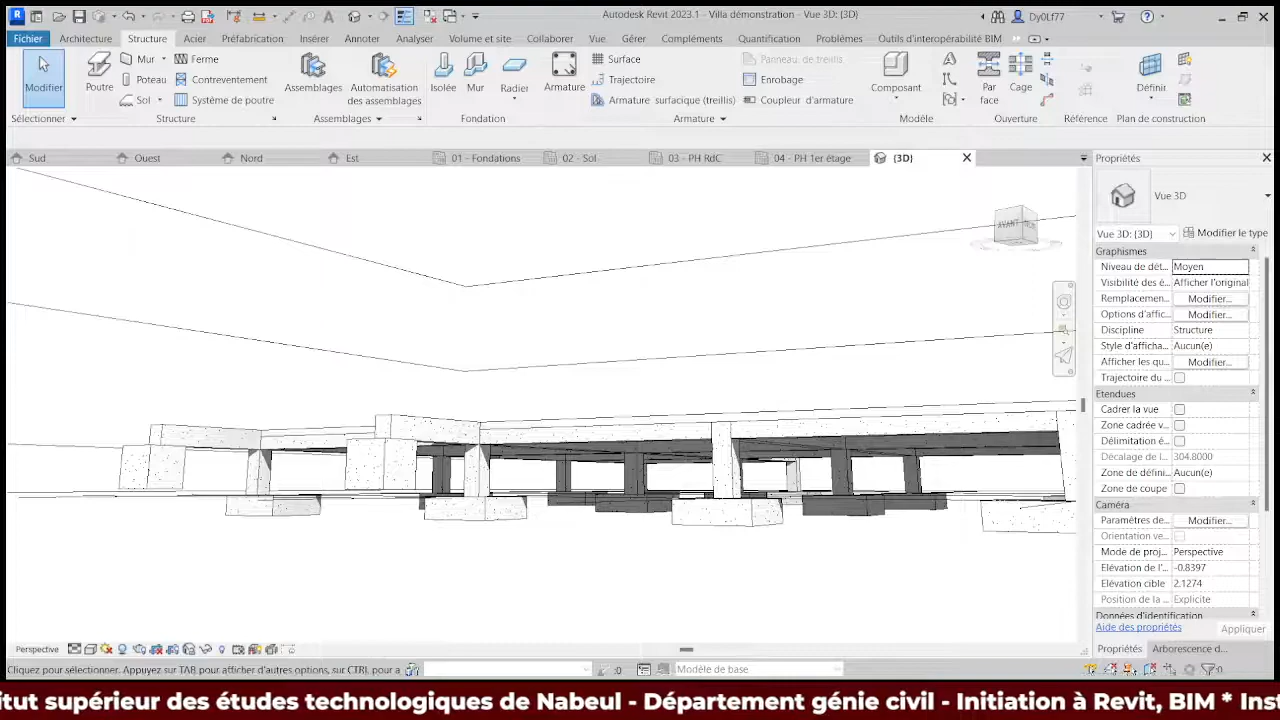 Autodesk Revit 2023.1 - Villa démonstration - Vue 3D: {3D}
Dy0Lf77
Fichier Architecture Structure Acier Préfabrication Insérer Annoter Analyser Volume et site Collaborer Vue Gérer Quantification Problèmes Outils d'interopérabilité BIM
Modifier
Poutre
Mur
Poteau
Sol
Ferme
Contreventement
Système de poutre
Assemblages
Automatisation des assemblages
Isolée
Mur
Radier
Armature
Surface
Trajectoire
Armature surfacique (treillis)
Panneau de treillis
Enrobage
Coupleur d'armature
Composant
Par face
Cage
Définir
Sélectionner Structure Assemblages Fondation Armature Modèle Ouverture Référence Plan de construction
Sud Ouest Nord Est 01 - Fondations 02 - Sol 03 - PH RdC 04 - PH 1er étage {3D}
AVANT
Propriétés
Vue 3D
Vue 3D: {3D} Modifier le type
Graphismes
Niveau de dét... Moyen
Visibilité des é... Afficher l'original
Remplacemen... Modifier...
Options d'affic... Modifier...
Discipline Structure
Style d'afficha... Aucun(e)
Afficher les qu... Modifier...
Trajectoire du
Etendues
Cadrer la vue
Zone cadrée v...
Délimitation é...
Décalage de l... 304.8000
Zone de défini... Aucun(e)
Zone de coupe
Caméra
Paramètres de... Modifier...
Orientation ve...
Mode de proj... Perspective
Elévation de l'... -0.8397
Elévation cible 2.1274
Position de la ... Explicite
Données d'identification
Aide des propriétés Appliquer
Propriétés Arborescence d...
Perspective
Cliquez pour sélectionner. Appuyez sur TAB pour afficher d'autres options, sur CTRL pour a
:0 Modèle de base :0
titut supérieur des études technologiques de Nabeul - Département génie civil - Initiation à Revit, BIM * Inst